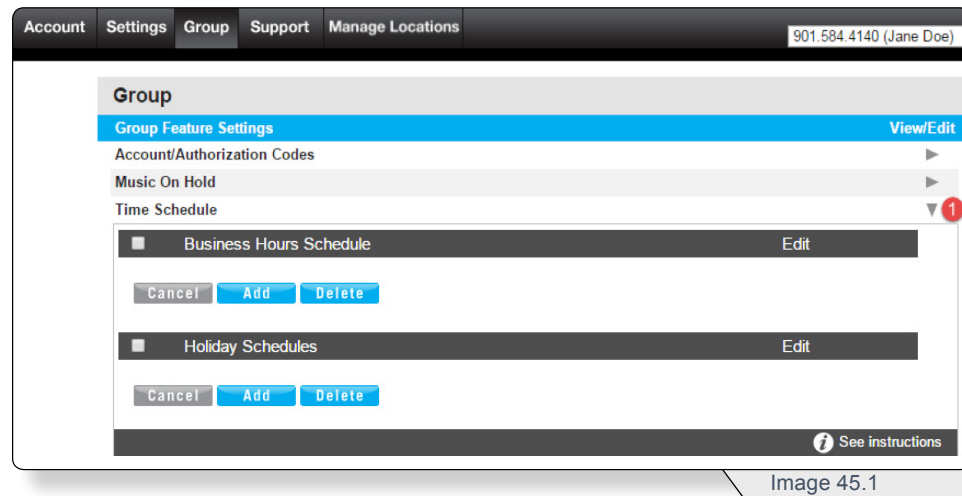 Account Settings Group Support Manage Locations
901.584.4140 (Jane Doe)
Group
Group Feature Settings View/Edit
Account/Authorization Codes
Music On Hold
Time Schedule 1
Business Hours Schedule Edit
Cancel Add Delete
Holiday Schedules Edit
Cancel Add Delete
i See instructions
Image 45.1